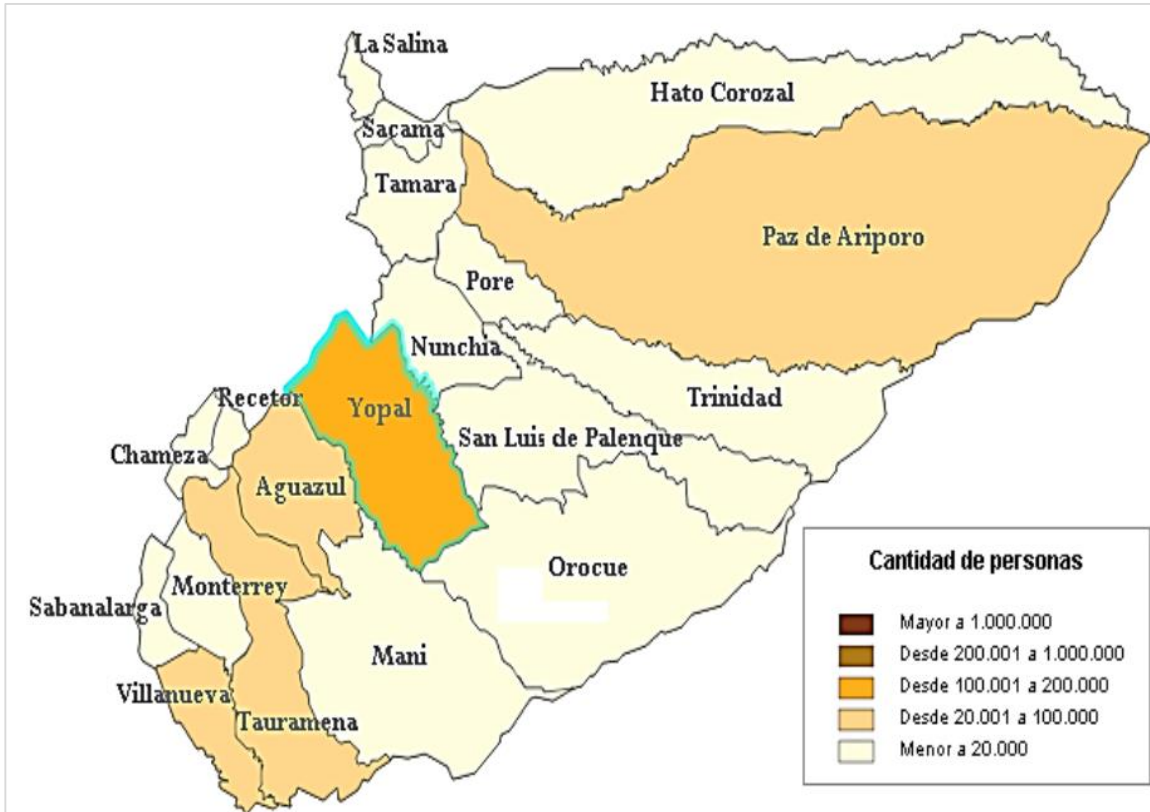 La Salina
Hato Corozal
Sacama
Tamara
Paz de Ariporo
Pore
Nunchia
Recetor
Yopal
Trinidad
San Luis de Palenque
Chameza
Aguazul
Orocue
Monterrey
Sabanalarga
Mani
Villanueva
Tauramena
Cantidad de personas
Mayor a 1.000.000
Desde 200.001 a 1.000.000
Desde 100.001 a 200.000
Desde 20.001 a 100.000
Menor a 20.000